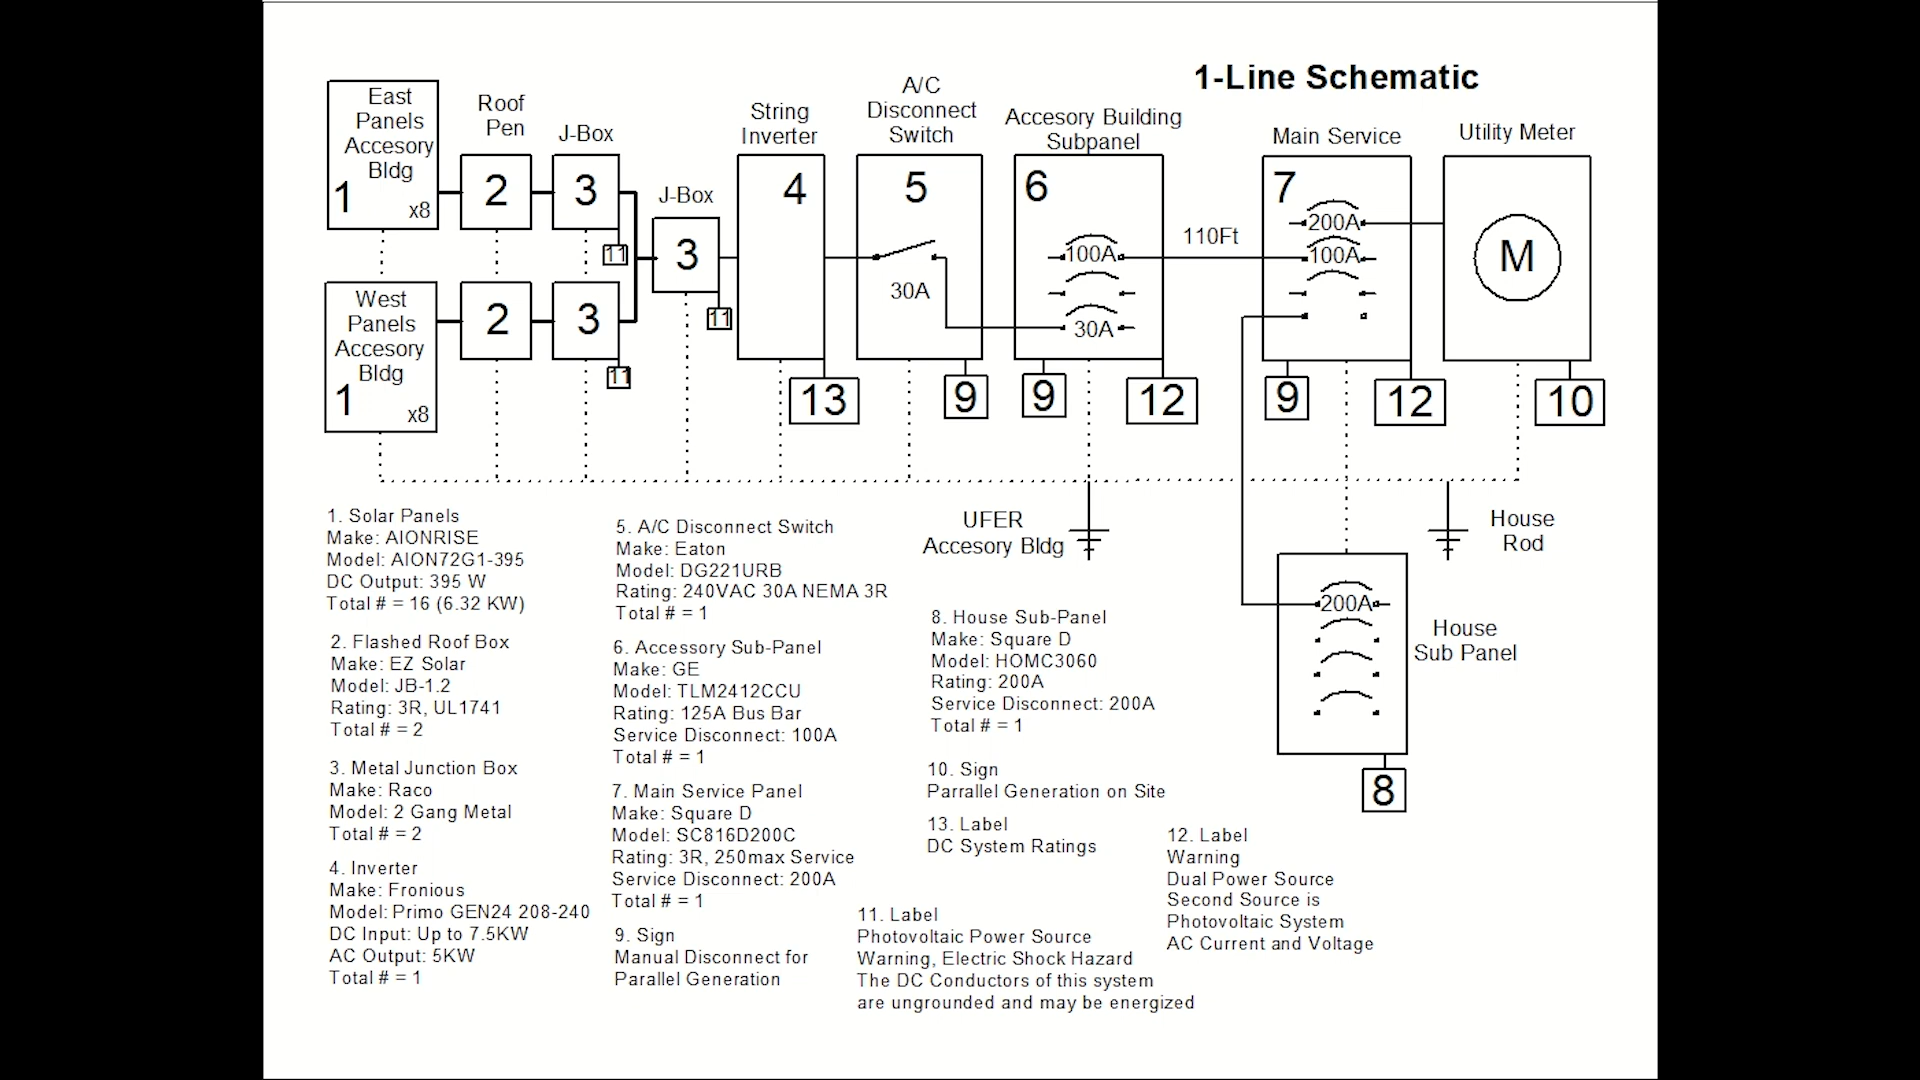 1-Line Schematic
East
Panels
Accesory
Bldg
1
x8
Roof
Pen
2
J-Box
3
11
J-Box
3
11
String
Inverter
4
13
A/C
Disconnect
Switch
5
30A
9
Accesory Building
Subpanel
6
100A
30A
9
12
110Ft
Main Service
7
200A
100A
9
12
Utility Meter
M
10
West
Panels
Accesory
Bldg
1
x8
2
3
11
UFER
Accesory Bldg
House
Rod
200A
House
Sub Panel
8
1. Solar Panels
Make: AIONRISE
Model: AION72G1-395
DC Output: 395 W
Total # = 16 (6.32 KW)
2. Flashed Roof Box
Make: EZ Solar
Model: JB-1.2
Rating: 3R, UL1741
Total # = 2
3. Metal Junction Box
Make: Raco
Model: 2 Gang Metal
Total # = 2
4. Inverter
Make: Fronious
Model: Primo GEN24 208-240
DC Input: Up to 7.5KW
AC Output: 5KW
Total # = 1
5. A/C Disconnect Switch
Make: Eaton
Model: DG221URB
Rating: 240VAC 30A NEMA 3R
Total # = 1
6. Accessory Sub-Panel
Make: GE
Model: TLM2412CCU
Rating: 125A Bus Bar
Service Disconnect: 100A
Total # = 1
7. Main Service Panel
Make: Square D
Model: SC816D200C
Rating: 3R, 250max Service
Service Disconnect: 200A
Total # = 1
9. Sign
Manual Disconnect for
Parallel Generation
8. House Sub-Panel
Make: Square D
Model: HOMC3060
Rating: 200A
Service Disconnect: 200A
Total # = 1
10. Sign
Parrallel Generation on Site
13. Label
DC System Ratings
11. Label
Photovoltaic Power Source
Warning, Electric Shock Hazard
The DC Conductors of this system
are ungrounded and may be energized
12. Label
Warning
Dual Power Source
Second Source is
Photovoltaic System
AC Current and Voltage